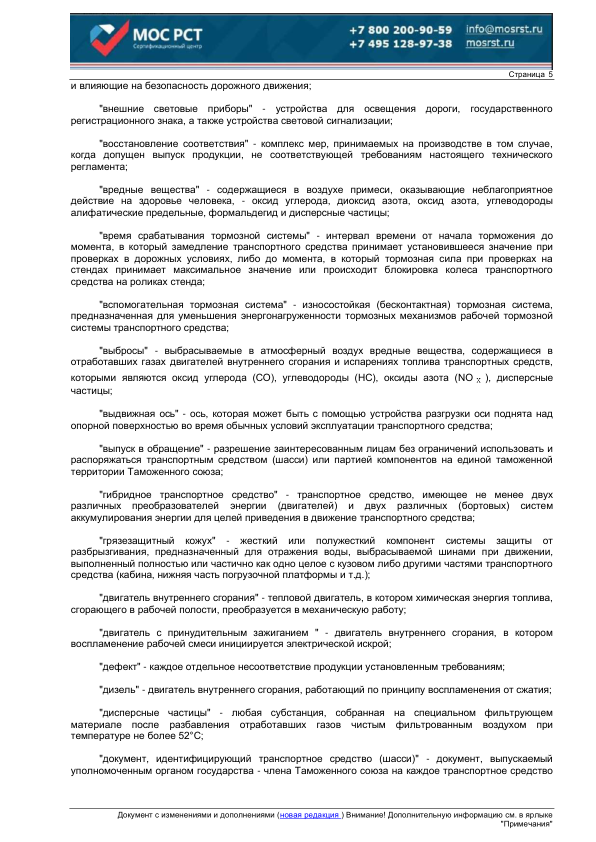 МОС РСТ
Сертификационный центр
+7 800 200-90-59
+7 495 128-97-38
info@mosrst.ru
mosrst.ru
Страница 5
и влияющие на безопасность дорожного движения;
"внешние световые приборы" - устройства для освещения дороги, государственного
регистрационного знака, а также устройства световой сигнализации;
"восстановление соответствия" - комплекс мер, принимаемых на производстве в том случае,
когда допущен выпуск продукции, не соответствующей требованиям настоящего технического
регламента;
"вредные вещества" - содержащиеся в воздухе примеси, оказывающие неблагоприятное
действие на здоровье человека, - оксид углерода, диоксид азота, оксид азота, углеводороды
алифатические предельные, формальдегид и дисперсные частицы;
"время срабатывания тормозной системы" - интервал времени от начала торможения до
момента, в который замедление транспортного средства принимает установившееся значение при
проверках в дорожных условиях, либо до момента, в который тормозная сила при проверках на
стендах принимает максимальное значение или происходит блокировка колеса транспортного
средства на роликах стенда;
"вспомогательная тормозная система" - износостойкая (бесконтактная) тормозная система,
предназначенная для уменьшения энергонагруженности тормозных механизмов рабочей тормозной
системы транспортного средства;
"выбросы" - выбрасываемые в атмосферный воздух вредные вещества, содержащиеся в
отработавших газах двигателей внутреннего сгорания и испарениях топлива транспортных средств,
которыми являются оксид углерода (CO), углеводороды (HC), оксиды азота (NO x ), дисперсные
частицы;
"выдвижная ось" - ось, которая может быть с помощью устройства разгрузки оси поднята над
опорной поверхностью во время обычных условий эксплуатации транспортного средства;
"выпуск в обращение" - разрешение заинтересованным лицам без ограничений использовать и
распоряжаться транспортным средством (шасси) или партией компонентов на единой таможенной
территории Таможенного союза;
"гибридное транспортное средство" - транспортное средство, имеющее не менее двух
различных преобразователей энергии (двигателей) и двух различных (бортовых) систем
аккумулирования энергии для целей приведения в движение транспортного средства;
"грязезащитный кожух" - жесткий или полужесткий компонент системы защиты от
разбрызгивания, предназначенный для отражения воды, выбрасываемой шинами при движении,
выполненный полностью или частично как одно целое с кузовом либо другими частями транспортного
средства (кабина, нижняя часть погрузочной платформы и т.д.);
"двигатель внутреннего сгорания" - тепловой двигатель, в котором химическая энергия топлива,
сгорающего в рабочей полости, преобразуется в механическую работу;
"двигатель с принудительным зажиганием " - двигатель внутреннего сгорания, в котором
воспламенение рабочей смеси инициируется электрической искрой;
"дефект" - каждое отдельное несоответствие продукции установленным требованиям;
"дизель" - двигатель внутреннего сгорания, работающий по принципу воспламенения от сжатия;
"дисперсные частицы" - любая субстанция, собранная на специальном фильтрующем
материале после разбавления отработавших газов чистым фильтрованным воздухом при
температуре не более 52°С;
"документ, идентифицирующий транспортное средство (шасси)" - документ, выпускаемый
уполномоченным органом государства - члена Таможенного союза на каждое транспортное средство
Документ с изменениями и дополнениями (новая редакция ) Внимание! Дополнительную информацию см. в ярлыке
"Примечания"